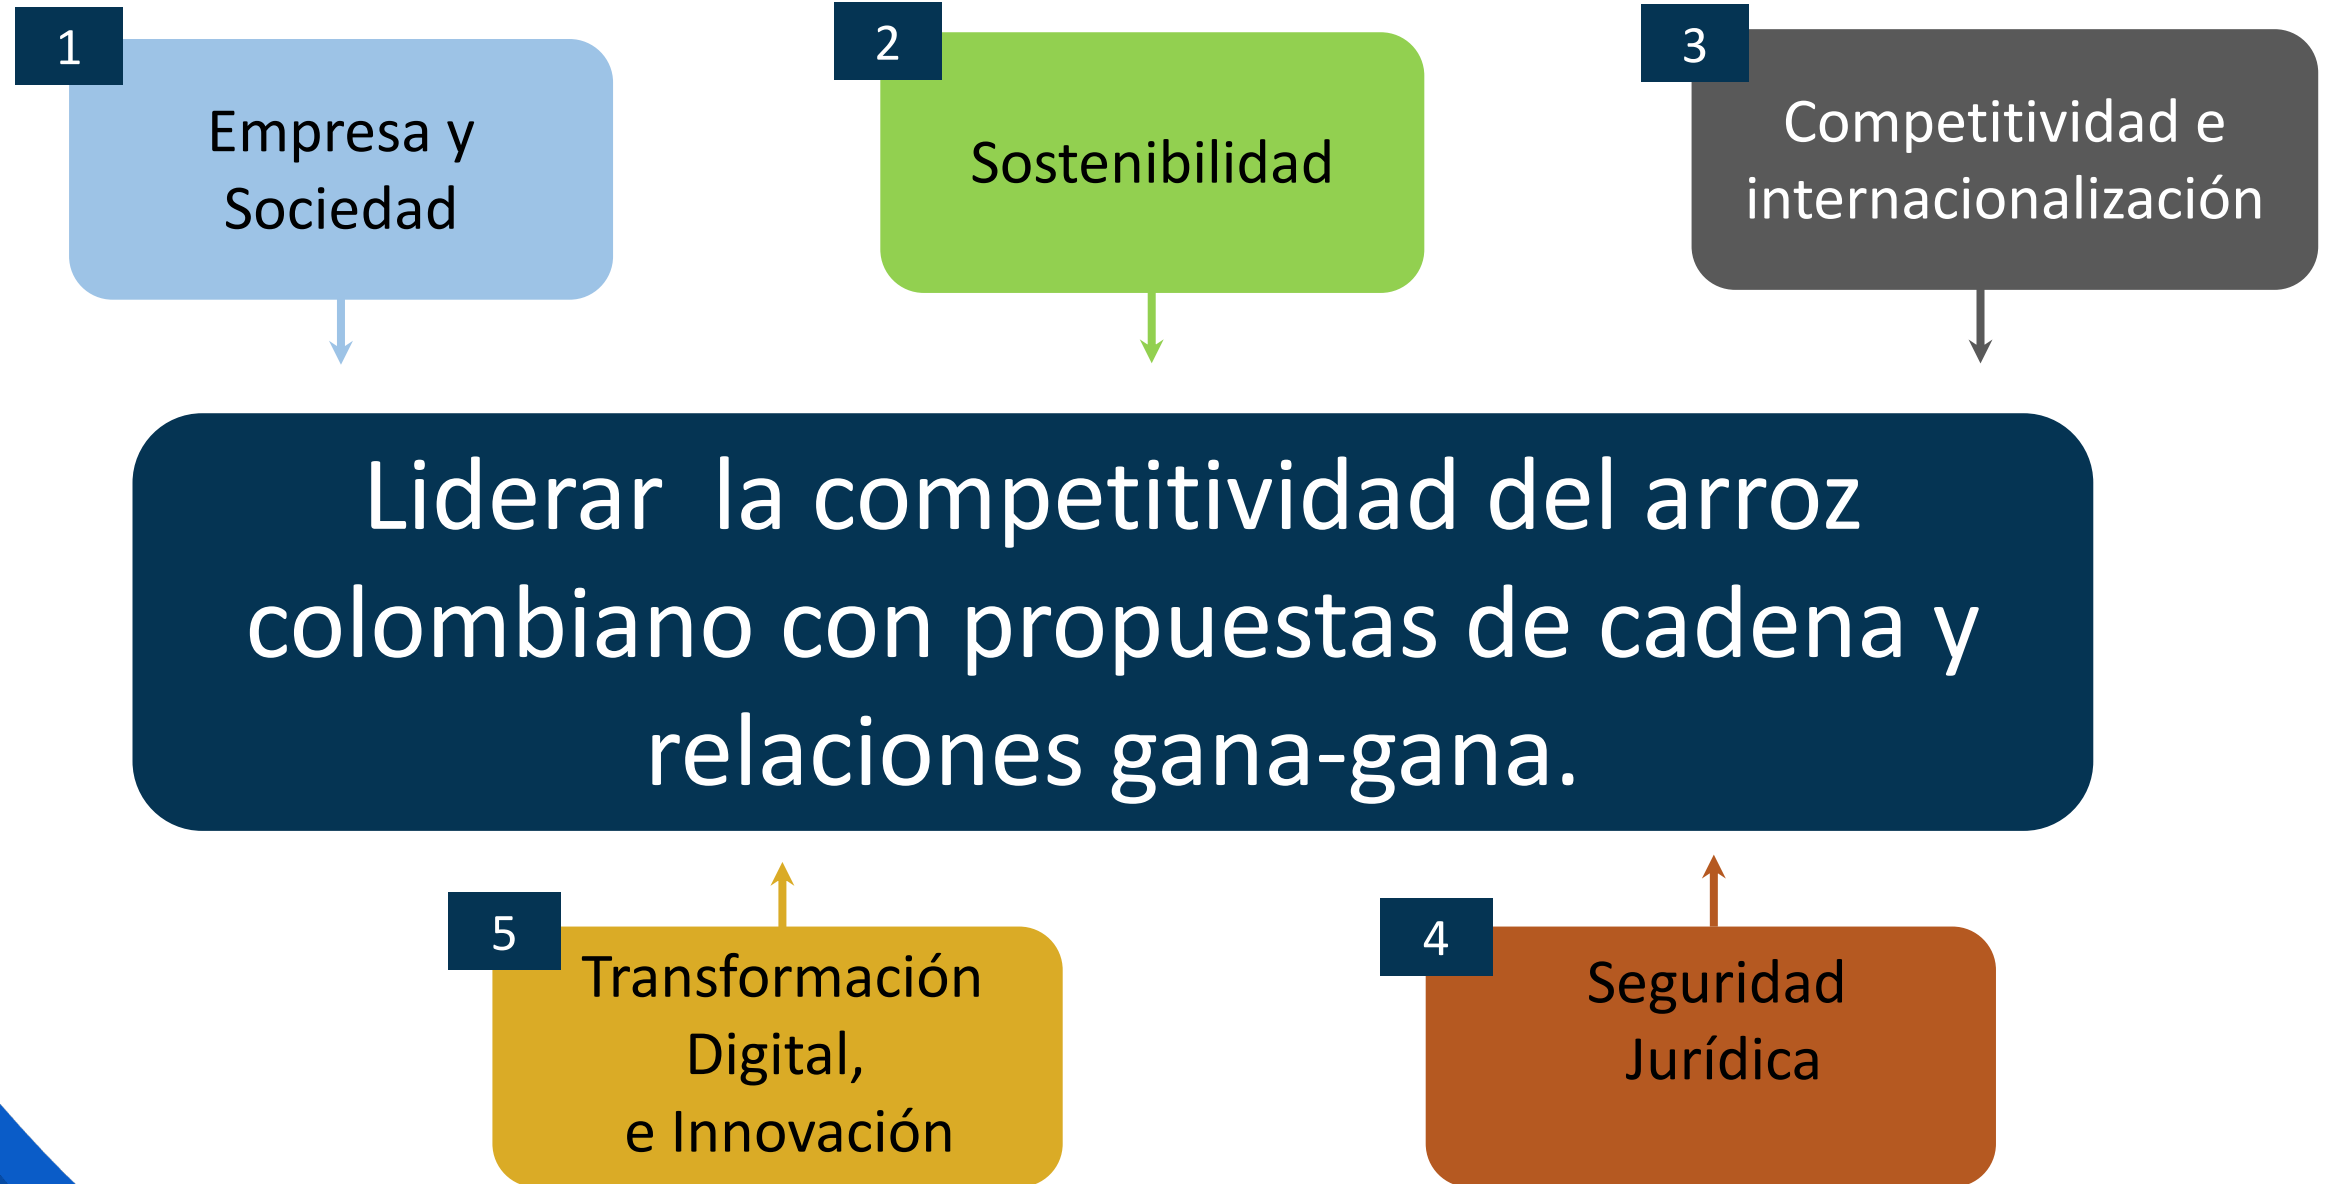 1
Empresa y
Sociedad
2
Sostenibilidad
3
Competitividad e
internacionalización
Liderar  la competitividad del arroz
colombiano con propuestas de cadena y
relaciones gana-gana.
5
Transformación
Digital,
e Innovación
4
Seguridad
Jurídica